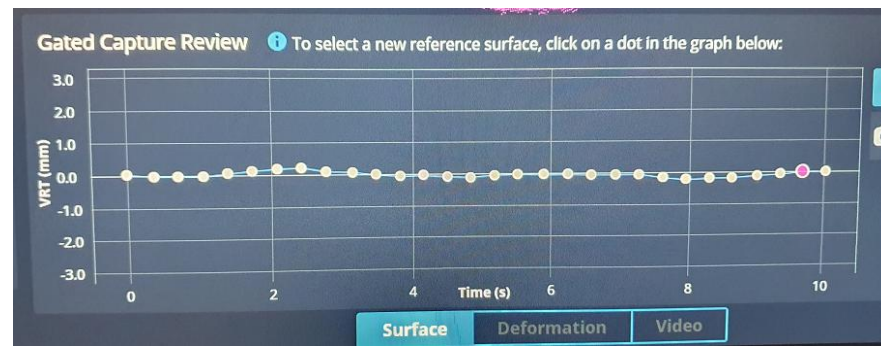 Gated Capture Review
i To select a new reference surface, click on a dot in the graph below:
3.0
2.0
1.0
0.0
-1.0
-2.0
-3.0
VRT (mm)
0 2 4 6 8 10
Time (s)
Surface Deformation Video